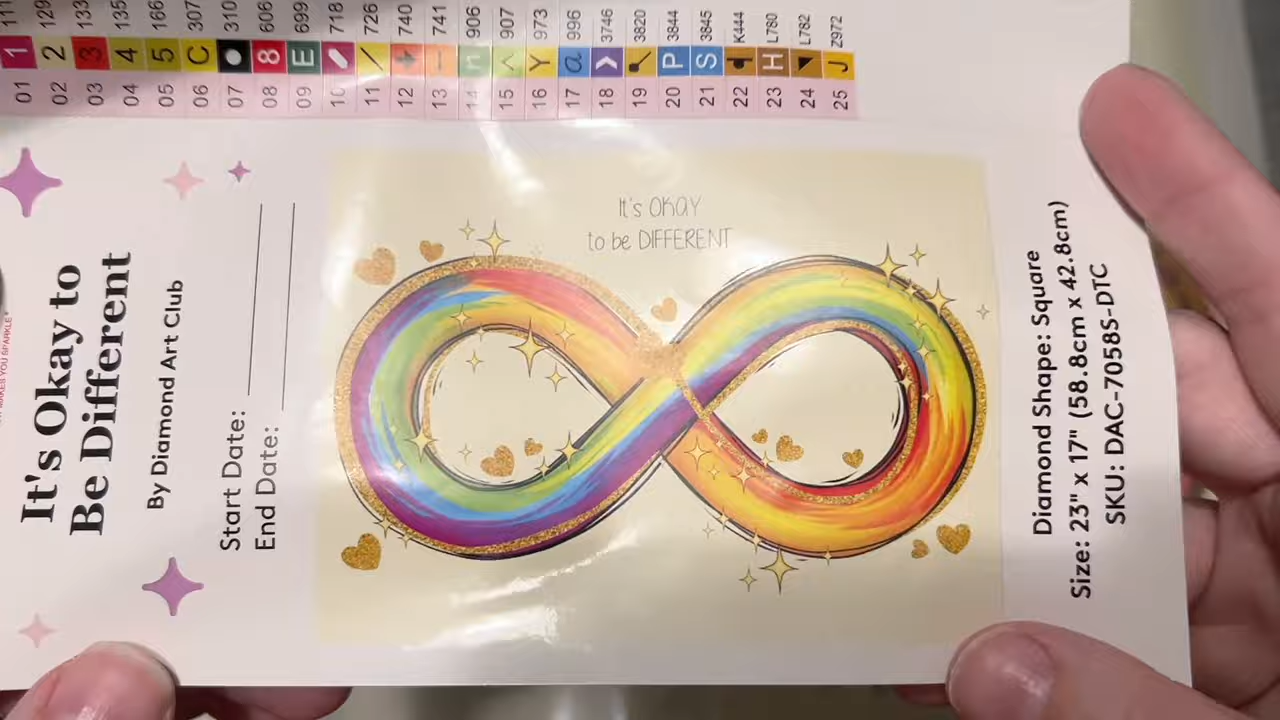 MAKES YOU SPARKLE
It's Okay to
Be Different
By Diamond Art Club
Start Date:
End Date:
01 1
02 2
03 3
04 4
05 5 166
06 C 307
07 310
08 8 606
09 E 699
10 718
11 / 726
12 + 740
13 – 741
14 n 906
15 ^ 907
16 Y 973
17 a 996
18 3746
19 3820
20 P 3844
21 S 3845
22 K444
23 H L780
24 L782
25 J Z972
It's OKAY
to be DIFFERENT
Diamond Shape: Square
Size: 23" x 17" (58.8cm x 42.8cm)
SKU: DAC-7058S-DTC